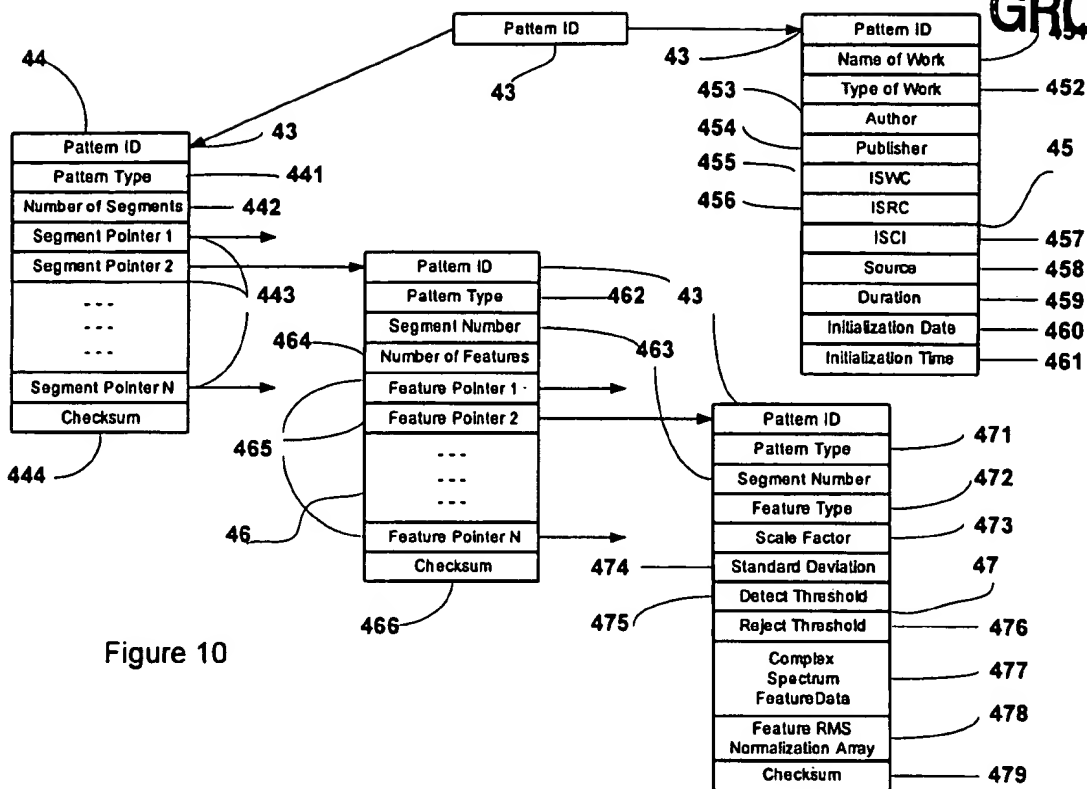 GRC
Pattern ID
43
Pattern ID
43
454
Name of Work
Type of Work
452
453
Author
454
Publisher
455
ISWC
45
456
ISRC
ISCI
457
Source
458
Duration
459
Initialization Date
460
Initialization Time
461
44
43
Pattern ID
Pattern Type
441
Number of Segments
442
Segment Pointer 1
Segment Pointer 2
443
---
---
---
Segment Pointer N
Checksum
444
Pattern ID
43
Pattern Type
462
Segment Number
463
464
Number of Features
Feature Pointer 1
Feature Pointer 2
465
---
---
---
46
Feature Pointer N
Checksum
466
Pattern ID
Pattern Type
471
Segment Number
472
Feature Type
Scale Factor
473
474
Standard Deviation
47
Detect Threshold
475
Reject Threshold
476
Complex
Spectrum
FeatureData
477
Feature RMS
Normalization Array
478
Checksum
479
Figure 10